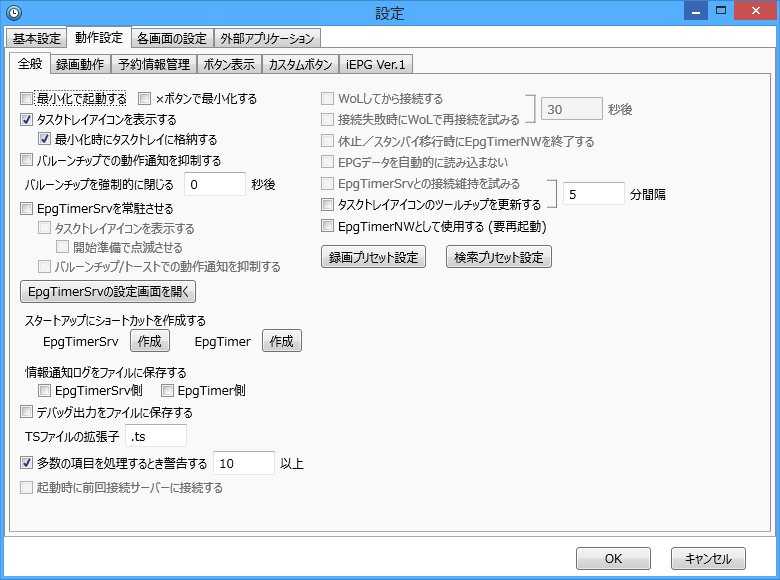 設定
基本設定 動作設定 各画面の設定 外部アプリケーション
全般 録画動作 予約情報管理 ボタン表示 カスタムボタン iEPG Ver.1
最小化で起動する ×ボタンで最小化する
タスクトレイアイコンを表示する
最小化時にタスクトレイに格納する
バルーンチップでの動作通知を抑制する
バルーンチップを強制的に閉じる 0 秒後
EpgTimerSrvを常駐させる
タスクトレイアイコンを表示する
開始準備で点滅させる
バルーンチップ/トーストでの動作通知を抑制する
EpgTimerSrvの設定画面を開く
スタートアップにショートカットを作成する
EpgTimerSrv 作成 EpgTimer 作成
情報通知ログをファイルに保存する
EpgTimerSrv側 EpgTimer側
デバッグ出力をファイルに保存する
TSファイルの拡張子 .ts
多数の項目を処理するとき警告する 10 以上
起動時に前回接続サーバーに接続する
WoLしてから接続する
接続失敗時にWoLで再接続を試みる 30 秒後
休止／スタンバイ移行時にEpgTimerNWを終了する
EPGデータを自動的に読み込まない
EpgTimerSrvとの接続維持を試みる
タスクトレイアイコンのツールチップを更新する 5 分間隔
EpgTimerNWとして使用する (要再起動)
録画プリセット設定 検索プリセット設定
OK キャンセル